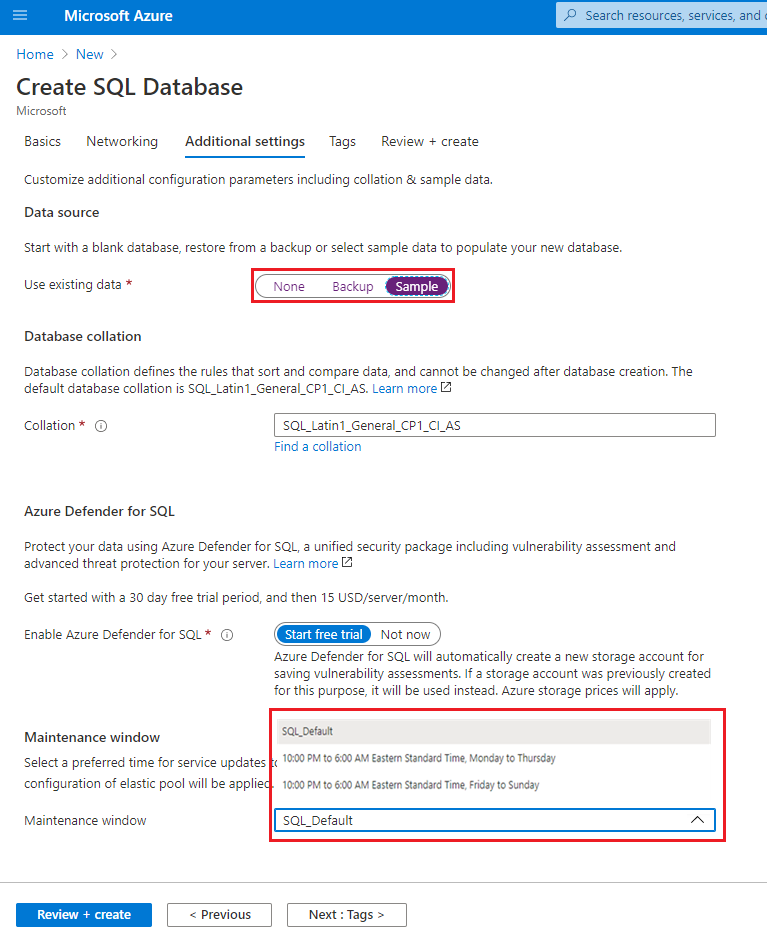 Microsoft Azure
Search resources, services, and
Home > New >
Create SQL Database
Microsoft
Basics Networking Additional settings Tags Review + create
Customize additional configuration parameters including collation & sample data.
Data source
Start with a blank database, restore from a backup or select sample data to populate your new database.
Use existing data *
None Backup Sample
Database collation
Database collation defines the rules that sort and compare data, and cannot be changed after database creation. The
default database collation is SQL_Latin1_General_CP1_CI_AS. Learn more
Collation *
SQL_Latin1_General_CP1_CI_AS
Find a collation
Azure Defender for SQL
Protect your data using Azure Defender for SQL, a unified security package including vulnerability assessment and
advanced threat protection for your server. Learn more
Get started with a 30 day free trial period, and then 15 USD/server/month.
Enable Azure Defender for SQL *
Start free trial Not now
Azure Defender for SQL will automatically create a new storage account for
saving vulnerability assessments. If a storage account was previously created
for this purpose, it will be used instead. Azure storage prices will apply.
Maintenance window
Select a preferred time for service updates
configuration of elastic pool will be applied.
SQL_Default
10:00 PM to 6:00 AM Eastern Standard Time, Monday to Thursday
10:00 PM to 6:00 AM Eastern Standard Time, Friday to Sunday
Maintenance window
SQL_Default
Review + create < Previous Next : Tags >